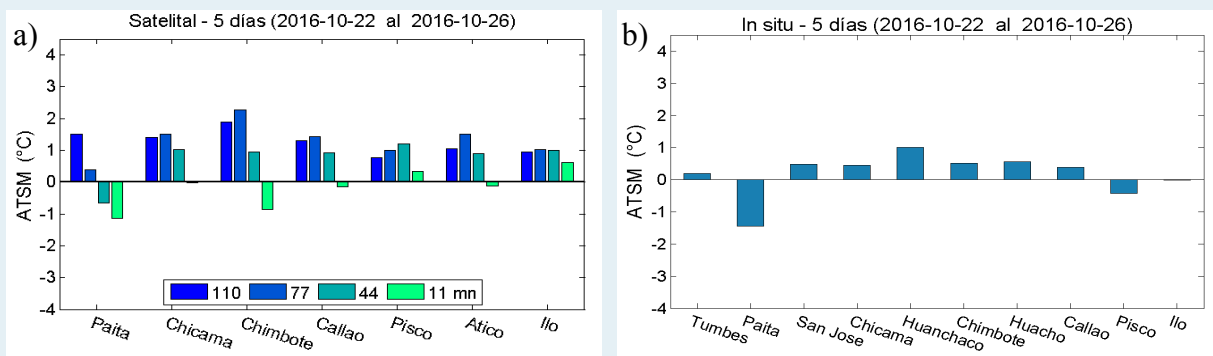 a)
Satelital - 5 días (2016-10-22 al 2016-10-26)
ATSM (°C)
4
3
2
1
0
-1
-2
-3
-4
110 77 44 11 mn
Paita Chicama Chimbote Callao Pisco Atico Ilo
b)
In situ - 5 días (2016-10-22 al 2016-10-26)
ATSM (°C)
4
3
2
1
0
-1
-2
-3
-4
Tumbes Paita San Jose Chicama Huanchaco Chimbote Huacho Callao Pisco Ilo